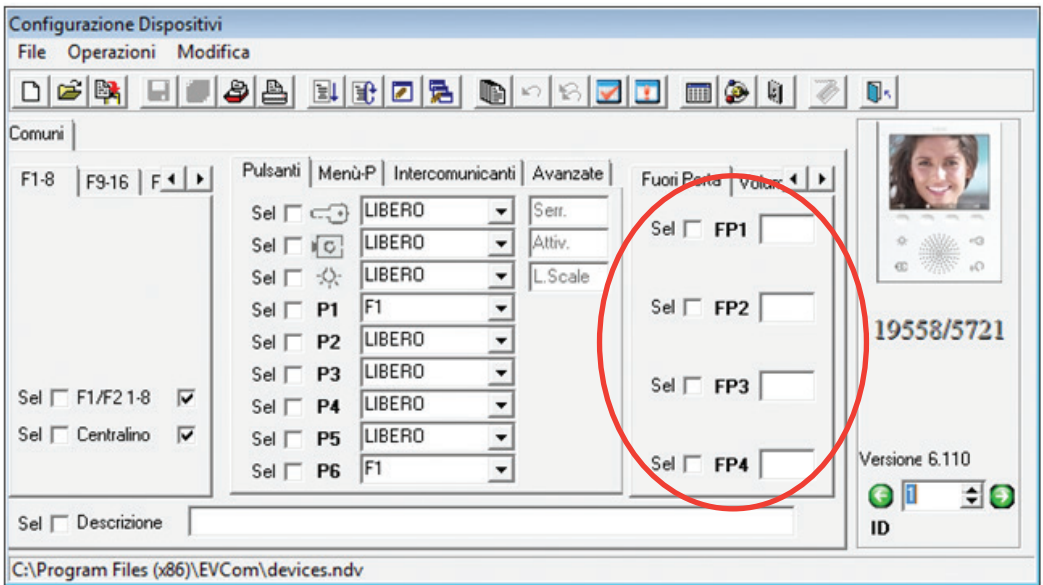 Configurazione Dispositivi
File Operazioni Modifica
Comuni
F1-8 F9-16 F
Pulsanti Menù-P Intercomunicanti Avanzate
Fuori Porta Volum
Sel LIBERO Serr.
Sel LIBERO Attiv.
Sel LIBERO L.Scale
Sel P1 F1
Sel P2 LIBERO
Sel P3 LIBERO
Sel P4 LIBERO
Sel P5 LIBERO
Sel P6 F1
Sel F1/F2 1-8
Sel Centralino
Sel FP1
Sel FP2
Sel FP3
Sel FP4
19558/5721
Versione 6.110
1
ID
Sel Descrizione
C:\Program Files (x86)\EVCom\devices.ndv